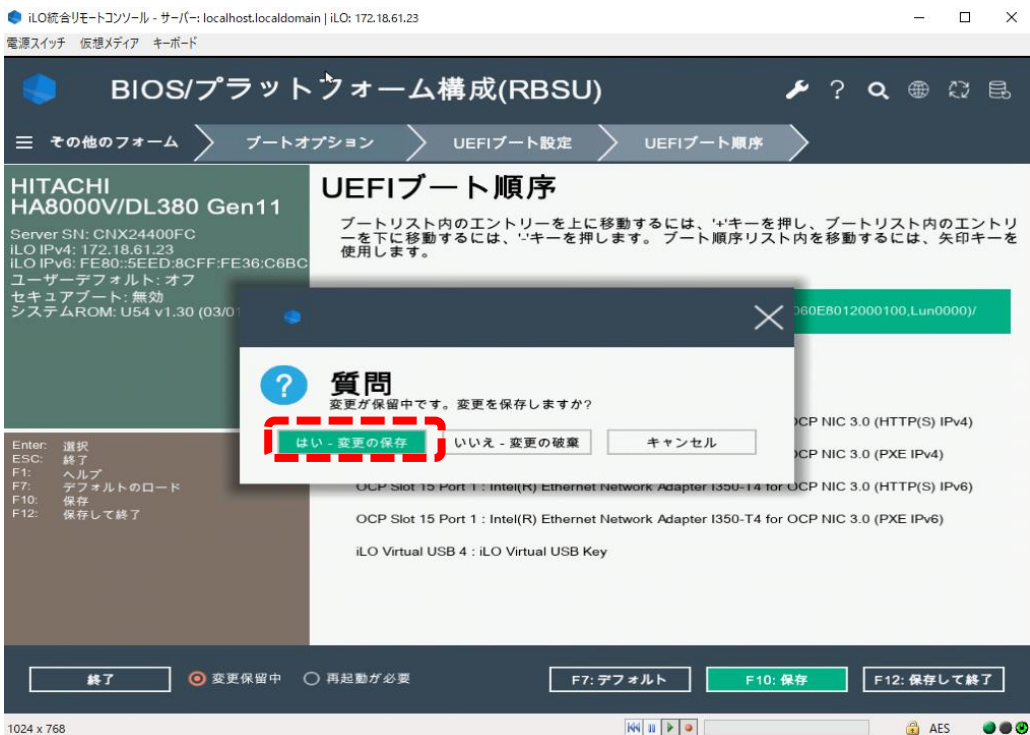 iLO統合リモートコンソール - サーバー: localhost.localdomain | iLO: 172.18.61.23
電源スイッチ 仮想メディア キーボード
BIOS/プラットフォーム構成(RBSU)
その他のフォーム
ブートオプション
UEFIブート設定
UEFIブート順序
HITACHI
HA8000V/DL380 Gen11
Server SN: CNX24400FC
iLO IPv4: 172.18.61.23
iLO IPv6: FE80::5EED:8CFF:FE36:C6BC
ユーザーデフォルト: オフ
セキュアブート: 無効
システムROM: U54 v1.30 (03/01
UEFIブート順序
ブートリスト内のエントリーを上に移動するには、'+'キーを押し、ブートリスト内のエントリ
ーを下に移動するには、'-'キーを押します。 ブート順序リスト内を移動するには、矢印キーを
使用します。
060E8012000100,Lun0000)/
質問
変更が保留中です。変更を保存しますか?
はい - 変更の保存
いいえ - 変更の破棄
キャンセル
OCP NIC 3.0 (HTTP(S) IPv4)
OCP NIC 3.0 (PXE IPv4)
OCP Slot 15 Port 1 : Intel(R) Ethernet Network Adapter I350-T4 for OCP NIC 3.0 (HTTP(S) IPv6)
OCP Slot 15 Port 1 : Intel(R) Ethernet Network Adapter I350-T4 for OCP NIC 3.0 (PXE IPv6)
iLO Virtual USB 4 : iLO Virtual USB Key
Enter: 選択
ESC: 終了
F1: ヘルプ
F7: デフォルトのロード
F10: 保存
F12: 保存して終了
終了
変更保留中
再起動が必要
F7: デフォルト
F10: 保存
F12: 保存して終了
1024 x 768
AES